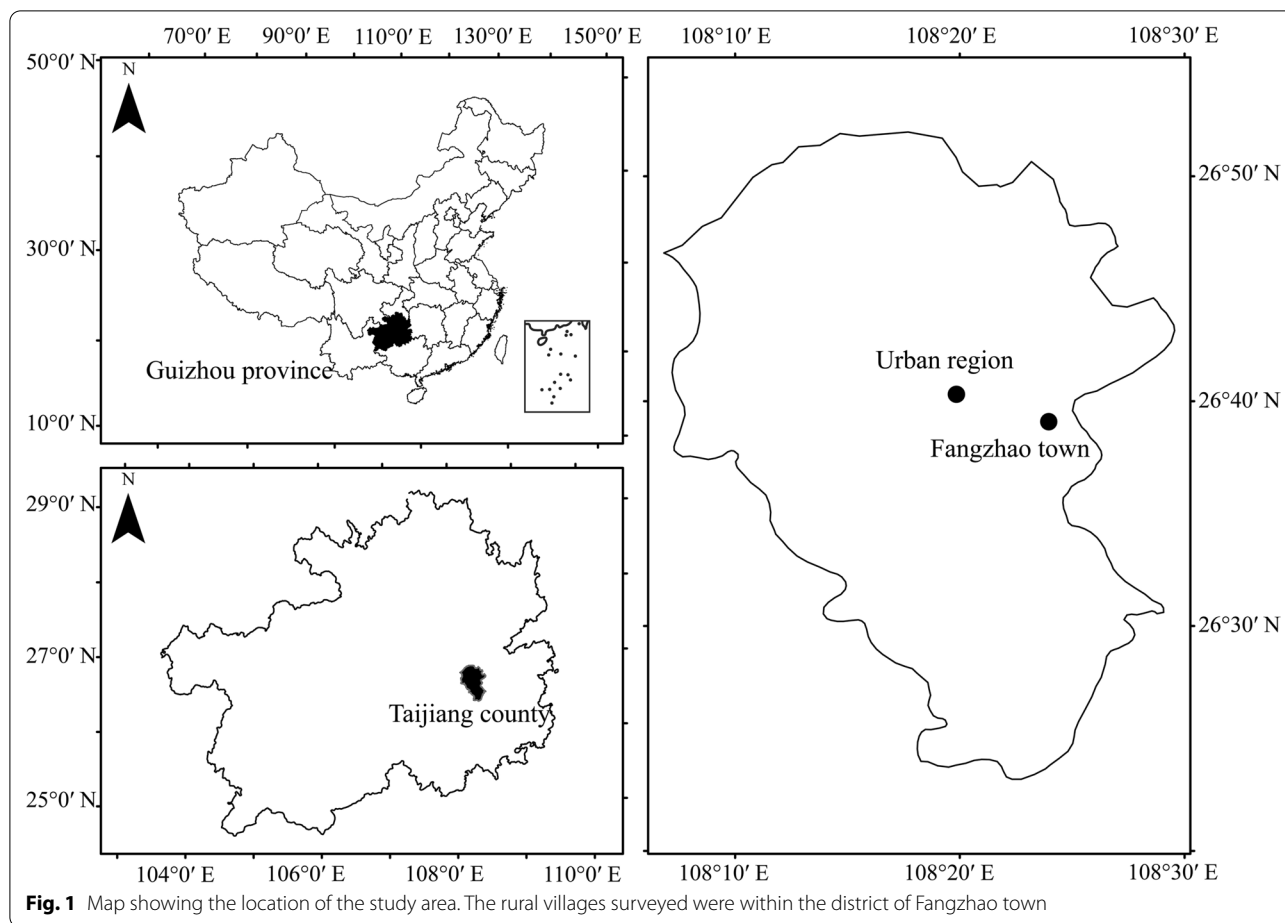 70°0′ E 90°0′ E 110°0′ E 130°0′ E 150°0′ E
50°0′ N
30°0′ N
10°0′ N
N
Guizhou province
N
29°0′ N
27°0′ N
25°0′ N
Taijiang county
104°0′ E 106°0′ E 108°0′ E 110°0′ E
108°10′ E 108°20′ E 108°30′ E
26°50′ N
26°40′ N
26°30′ N
Urban region
Fangzhao town
108°10′ E 108°20′ E 108°30′ E
Fig. 1 Map showing the location of the study area. The rural villages surveyed were within the district of Fangzhao town